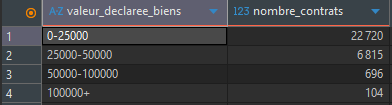 A-Z valeur_declaree_biens 123 nombre_contrats
1 0-25000 22 720
2 25000-50000 6 815
3 50000-100000 696
4 100000+ 104